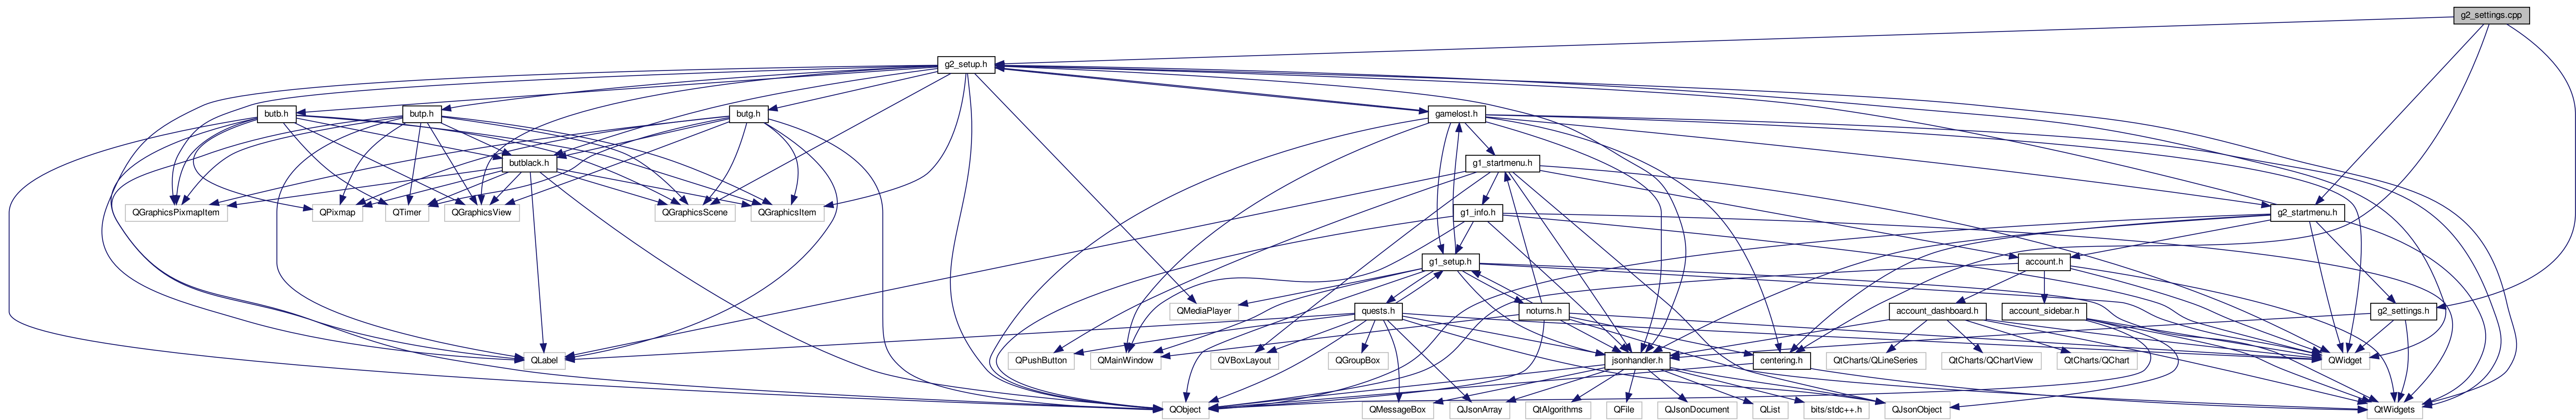 g2_settings.cpp
g2_setup.h
butb.h
butp.h
butg.h
gamelost.h
butblack.h
g1_startmenu.h
QGraphicsPixmapItem
QPixmap
QTimer
QGraphicsView
QGraphicsScene
QGraphicsItem
g1_info.h
g2_startmenu.h
g1_setup.h
account.h
QMediaPlayer
quests.h
noturns.h
account_dashboard.h
account_sidebar.h
g2_settings.h
QLabel
QPushButton
QMainWindow
QVBoxLayout
QGroupBox
jsonhandler.h
centering.h
QtCharts/QLineSeries
QtCharts/QChartView
QtCharts/QChart
QWidget
QObject
QMessageBox
QJsonArray
QtAlgorithms
QFile
QJsonDocument
QList
bits/stdc++.h
QJsonObject
QtWidgets